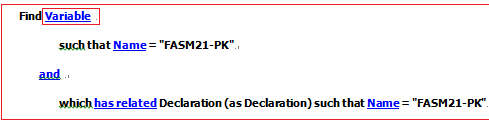 Find Variable .
such that Name = "FASM21-PK".
and .
which has related Declaration (as Declaration) such that Name = "FASM21-PK".